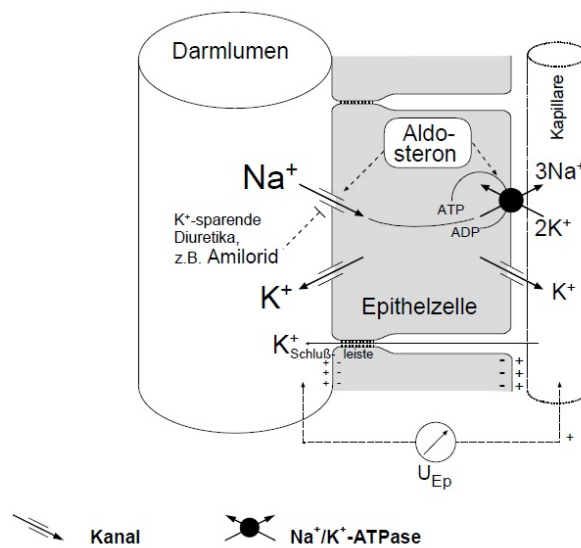 Darmlumen
Kapillare
Aldo-
steron
Na+
3Na+
ATP
ADP
2K+
K+-sparende
Diuretika,
z.B. Amilorid
K+
K+
Epithelzelle
K+
Schluß- leiste
+ -
+ -
+ -
- +
- +
- +
+
UEp
Kanal
Na+/K+-ATPase